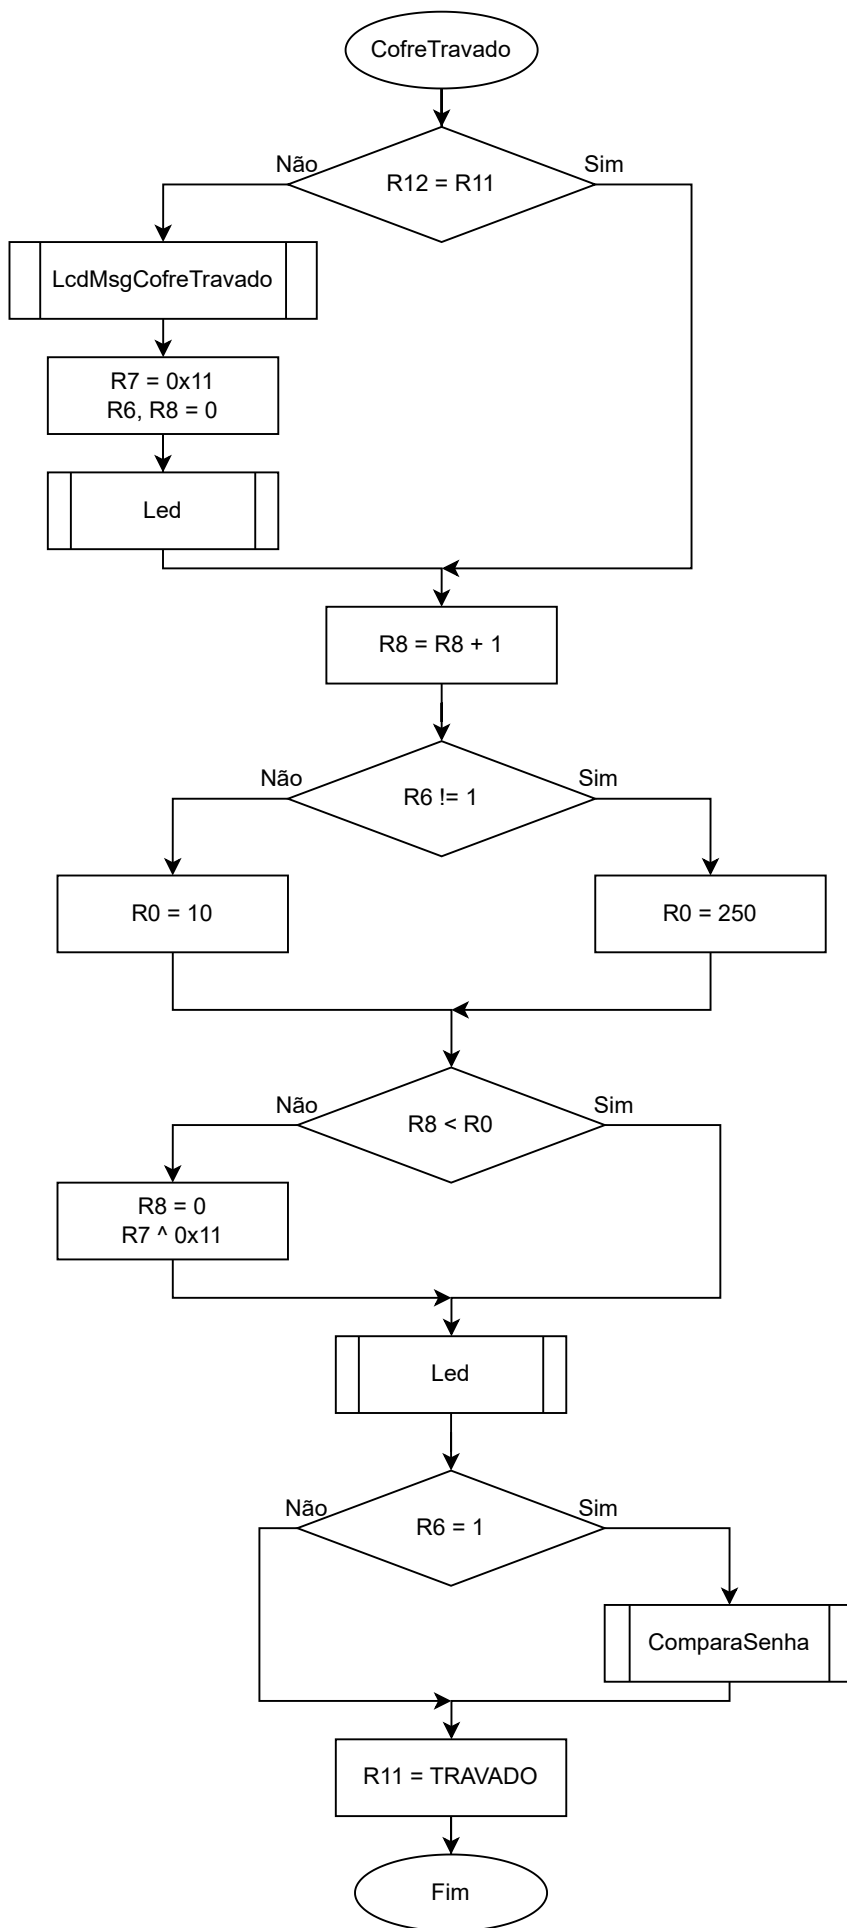 CofreTravado
Não
Sim
R12 = R11
LcdMsgCofreTravado
R7 = 0x11
R6, R8 = 0
Led
R8 = R8 + 1
Não
Sim
R6 != 1
R0 = 10
R0 = 250
Não
Sim
R8 < R0
R8 = 0
R7 ^ 0x11
Led
Não
Sim
R6 = 1
ComparaSenha
R11 = TRAVADO
Fim